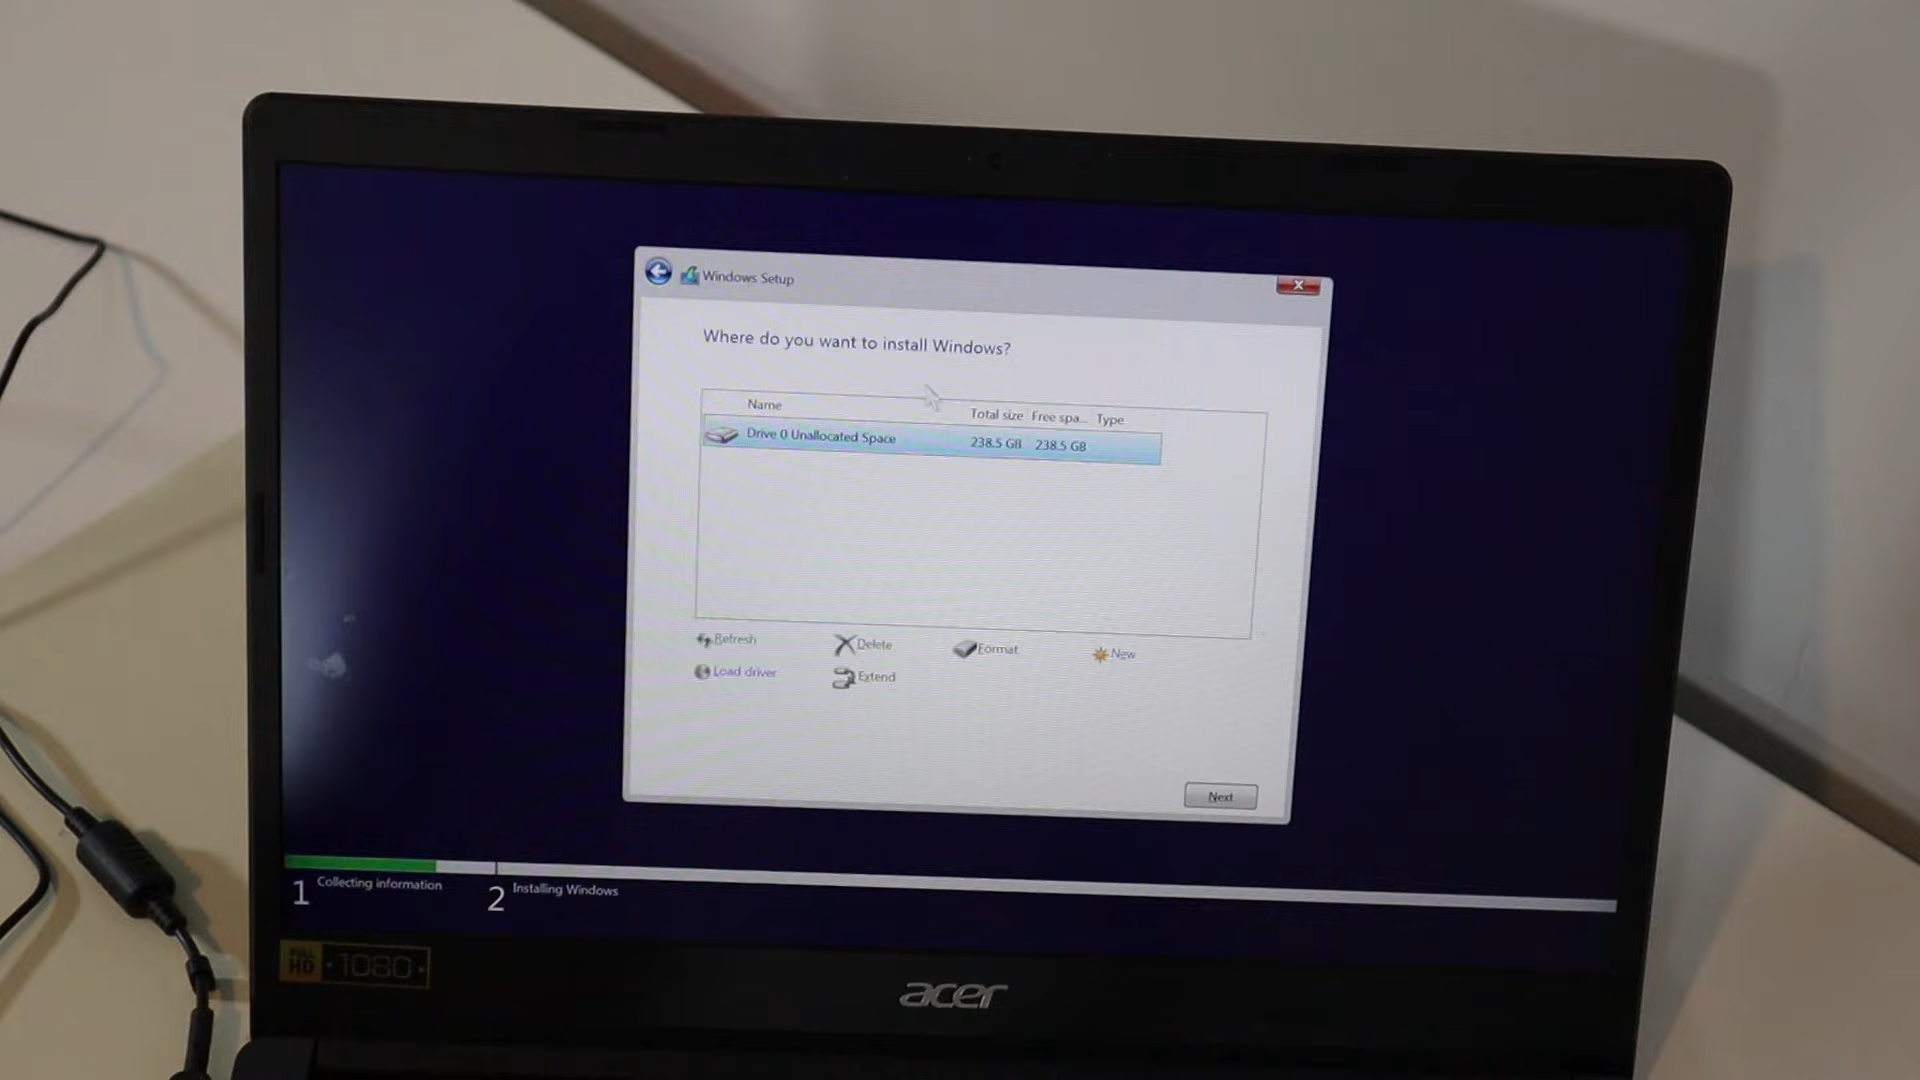 Windows Setup
Where do you want to install Windows?
Name Total size Free spa... Type
Drive 0 Unallocated Space 238.5 GB 238.5 GB
Refresh Delete Format New
Load driver Extend
Next
1 Collecting information 2 Installing Windows
FULL HD 1080
acer